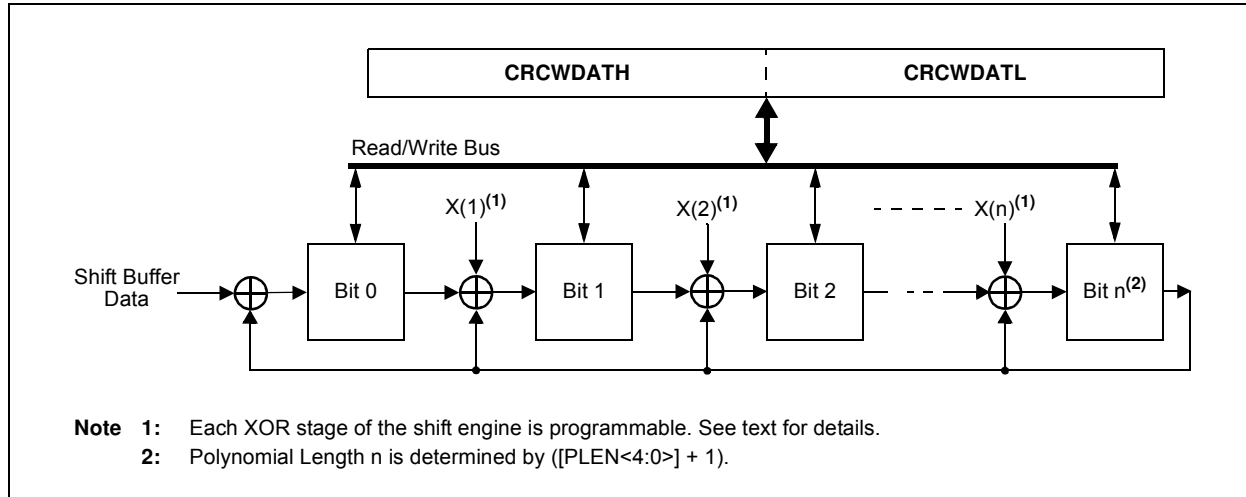 CRCWDATH CRCWDATL
Read/Write Bus
X(1)(1) X(2)(1) X(n)(1)
Shift Buffer
Data
Bit 0 Bit 1 Bit 2 Bit n(2)
Note 1: Each XOR stage of the shift engine is programmable. See text for details.
2: Polynomial Length n is determined by ([PLEN<4:0>] + 1).